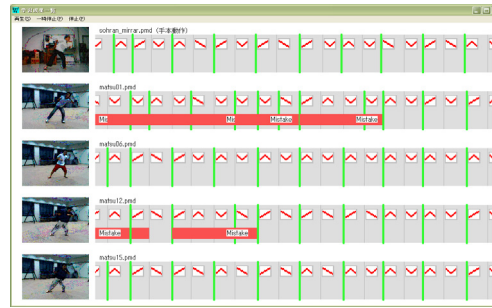 再生(P) 一時停止(P) 停止(P)
sohran_mirrar.pmd (手本動作)
matsu01.pmd
Mis Mis Mistake Mistake
matsu06.pmd
matsu12.pmd
Mistake Mistake
matsu15.pmd